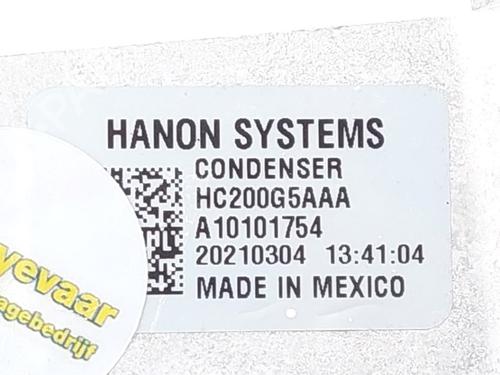 HANON SYSTEMS
CONDENSER
HC200G5AAA
A10101754
20210304 13:41:04
MADE IN MEXICO
yevaar
agebedrijf